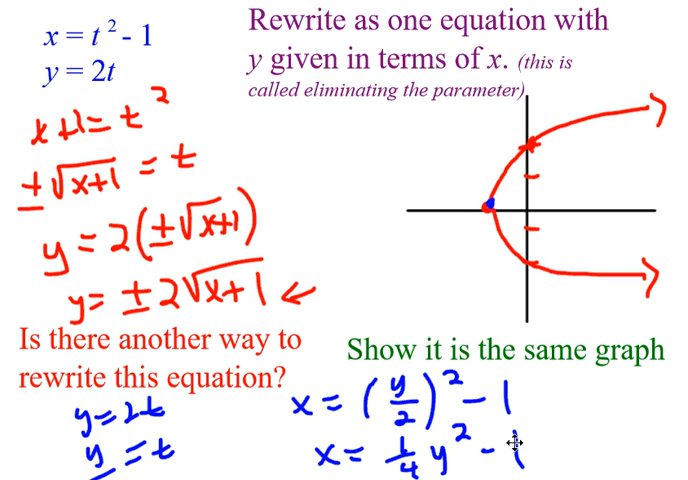 x = t² - 1
y = 2t
Rewrite as one equation with
y given in terms of x. (this is
called eliminating the parameter)
x+1 = t²
±√(x+1) = t
y = 2(±√(x+1))
y = ±2√(x+1) ←
Is there another way to
rewrite this equation?
y = 2t
y = t
Show it is the same graph
x = (y/2)² - 1
x = 1/4 y² - 1